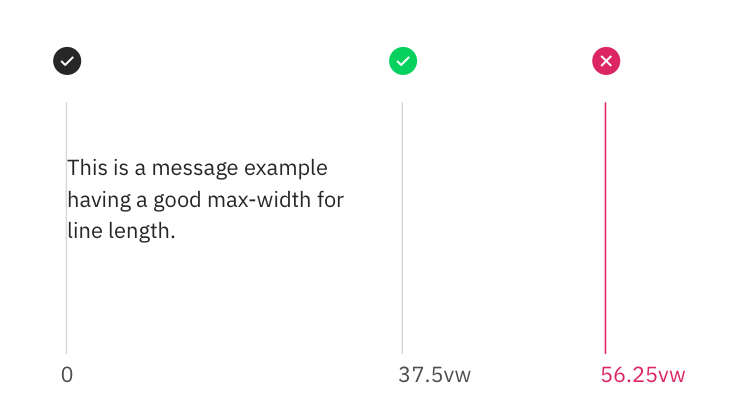 This is a message example
having a good max-width for
line length.
0
37.5vw
56.25vw